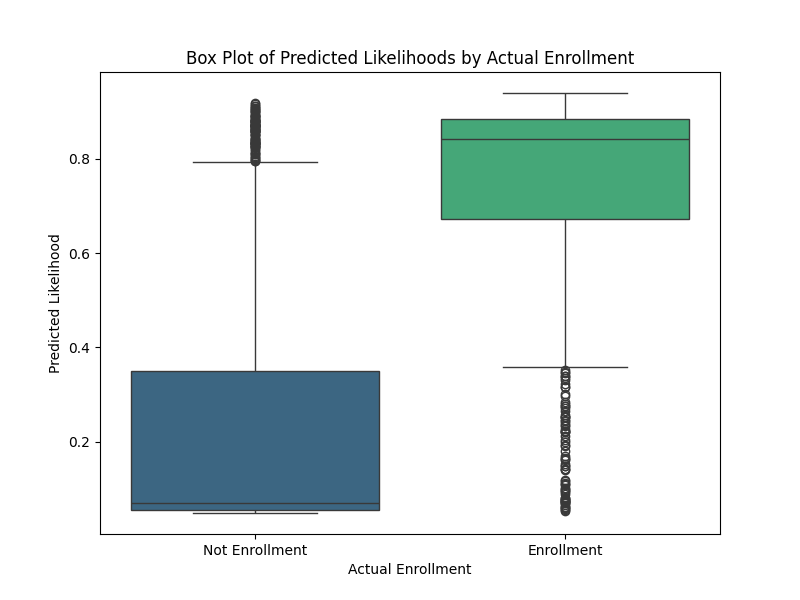 Box Plot of Predicted Likelihoods by Actual Enrollment
0.8
0.6
0.4
0.2
Predicted Likelihood
Not Enrollment
Enrollment
Actual Enrollment